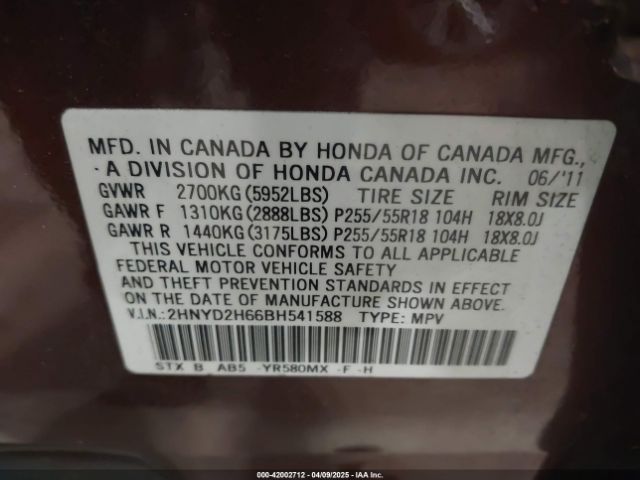 MFD. IN CANADA BY HONDA OF CANADA MFG.,
A DIVISION OF HONDA CANADA INC. 06/'11
GVWR 2700KG(5952LBS) TIRE SIZE RIM SIZE
GAWR F 1310KG(2888LBS) P255/55R18 104H 18X8.0J
GAWR R 1440KG(3175LBS) P255/55R18 104H 18X8.0J
THIS VEHICLE CONFORMS TO ALL APPLICABLE
FEDERAL MOTOR VEHICLE SAFETY
AND THEFT PREVENTION STANDARDS IN EFFECT
ON THE DATE OF MANUFACTURE SHOWN ABOVE.
V.I.N.: 2HNYD2H66BH541588 TYPE: MPV
STX B AB5 -YR580MX -F -H
000-42002712 - 04/09/2025 - IAA Inc.